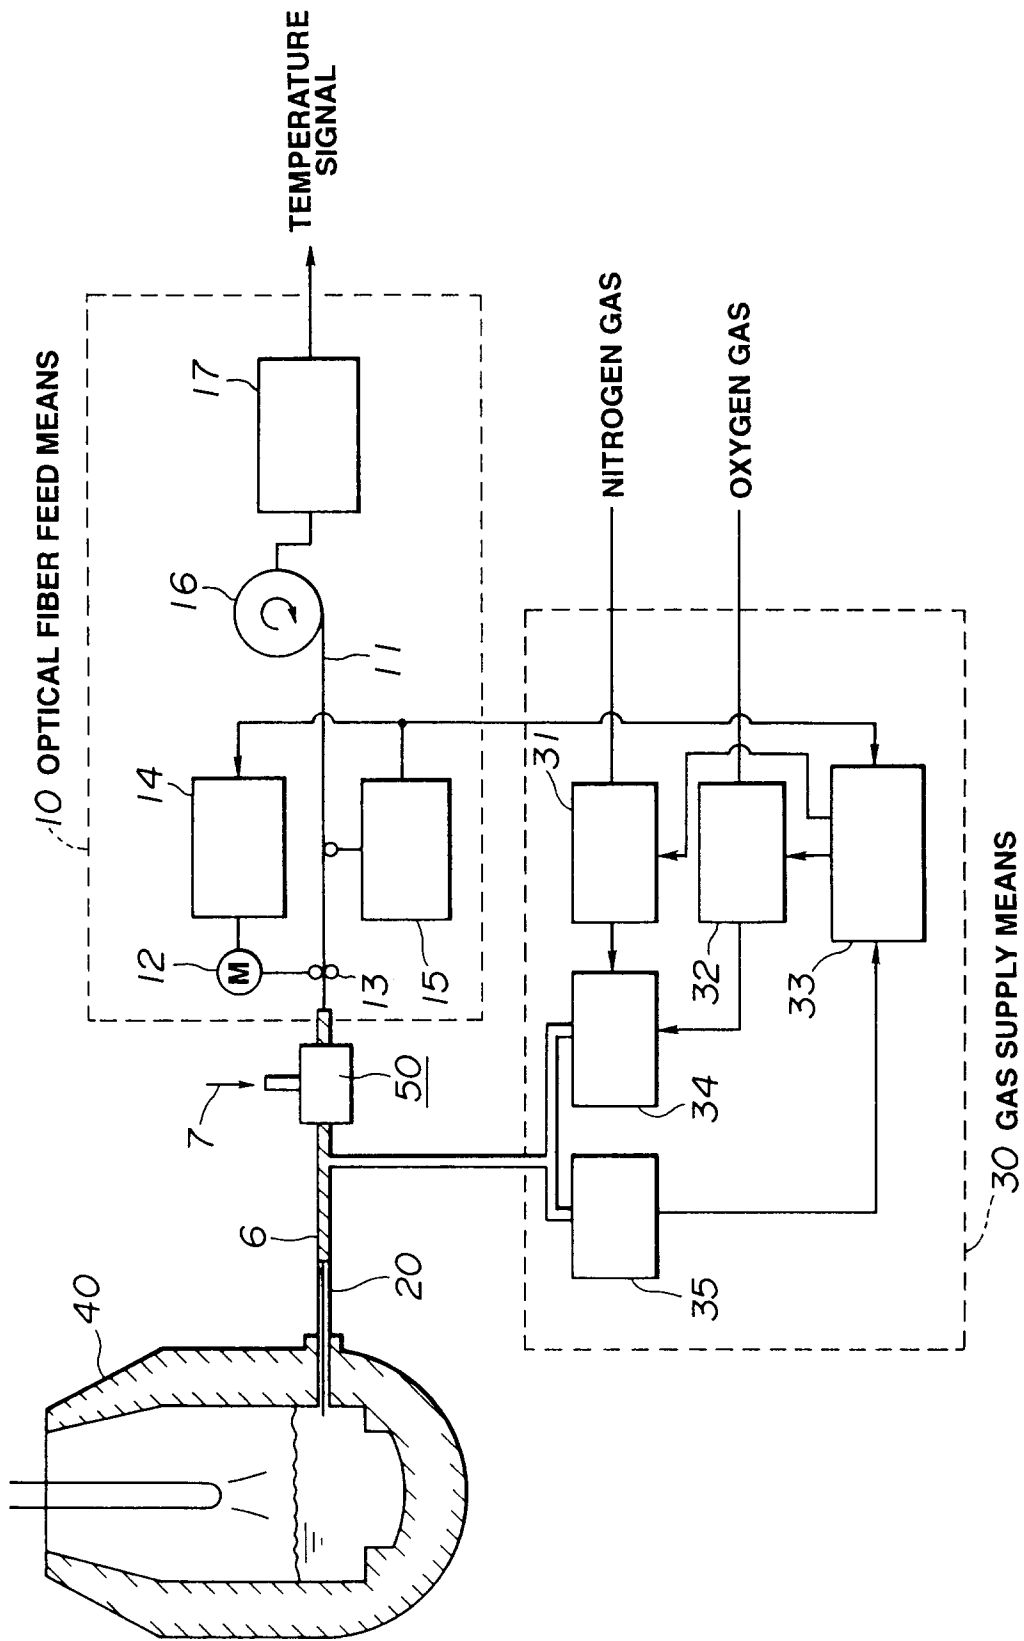 10 OPTICAL FIBER FEED MEANS
TEMPERATURE
SIGNAL
17
16
14
12
M
11
13
15
7
50
6
20
40
NITROGEN GAS
OXYGEN GAS
31
32
33
34
35
30 GAS SUPPLY MEANS